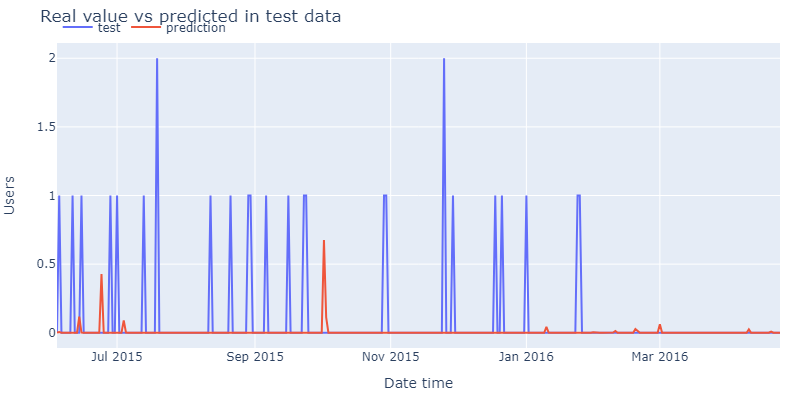 Real value vs predicted in test data
test prediction
2
1.5
1
0.5
0
Users
Jul 2015 Sep 2015 Nov 2015 Jan 2016 Mar 2016
Date time